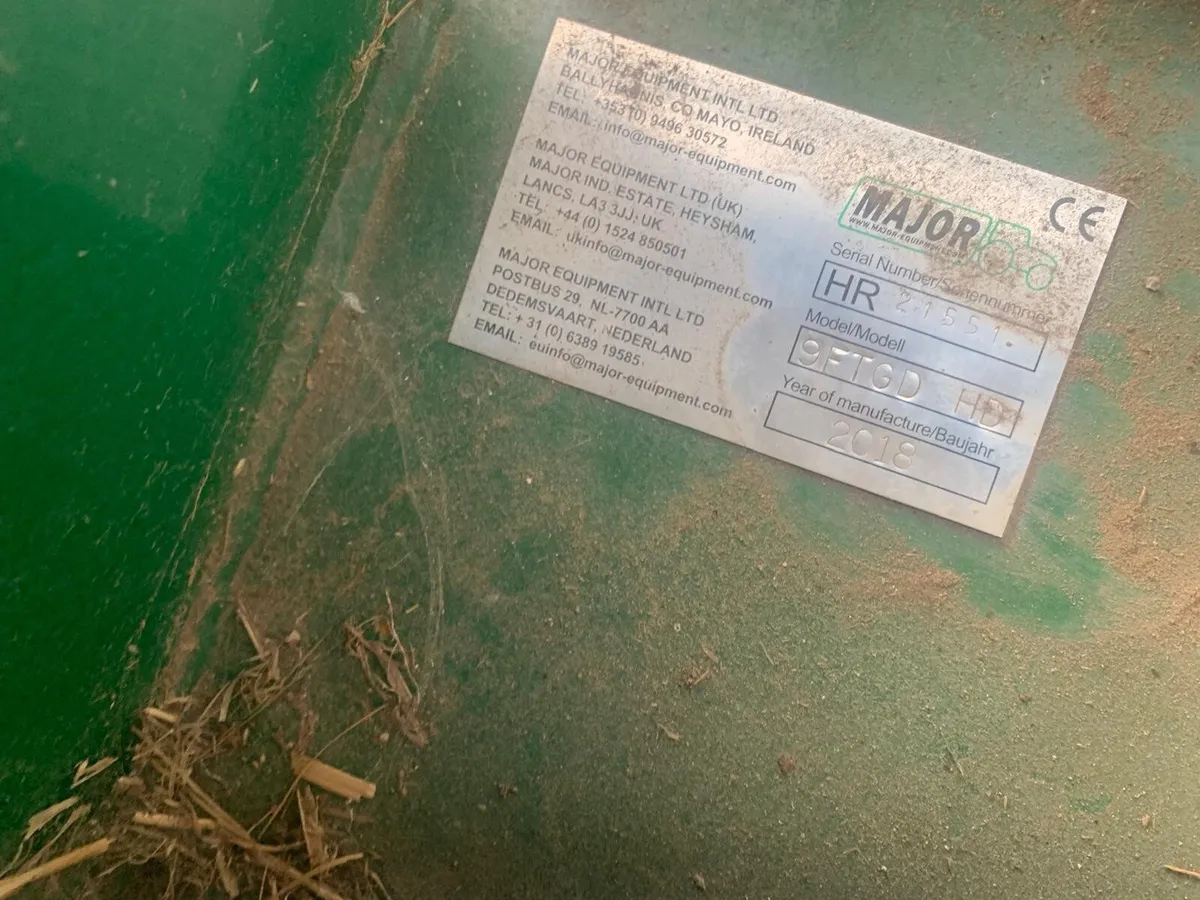 MAJOR EQUIPMENT INTL LTD
BALLYHAUNIS, CO MAYO, IRELAND
TEL: +353(0) 9496 30572
EMAIL: info@major-equipment.com
MAJOR EQUIPMENT LTD (UK)
MAJOR IND. ESTATE, HEYSHAM,
LANCS, LA3 3JJ, UK
TEL: +44 (0) 1524 850501
EMAIL: ukinfo@major-equipment.com
MAJOR EQUIPMENT INTL LTD
POSTBUS 29, NL-7700 AA
DEDEMSVAART, NEDERLAND
TEL: + 31 (0) 6389 19585
EMAIL: euinfo@major-equipment.com
CE
MAJOR
WWW.MAJOR-EQUIPMENT.COM
Serial Number/Seriennummer
HR 21551.
Model/Modell
9FTGD HD
Year of manufacture/Baujahr
2018